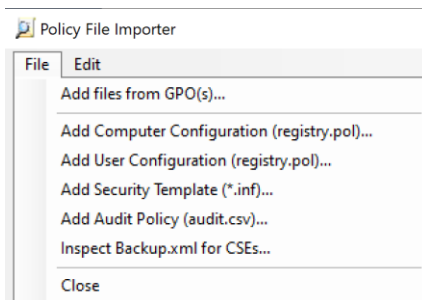 Policy File Importer
File Edit
Add files from GPO(s)...
Add Computer Configuration (registry.pol)...
Add User Configuration (registry.pol)...
Add Security Template (*.inf)...
Add Audit Policy (audit.csv)...
Inspect Backup.xml for CSEs...
Close